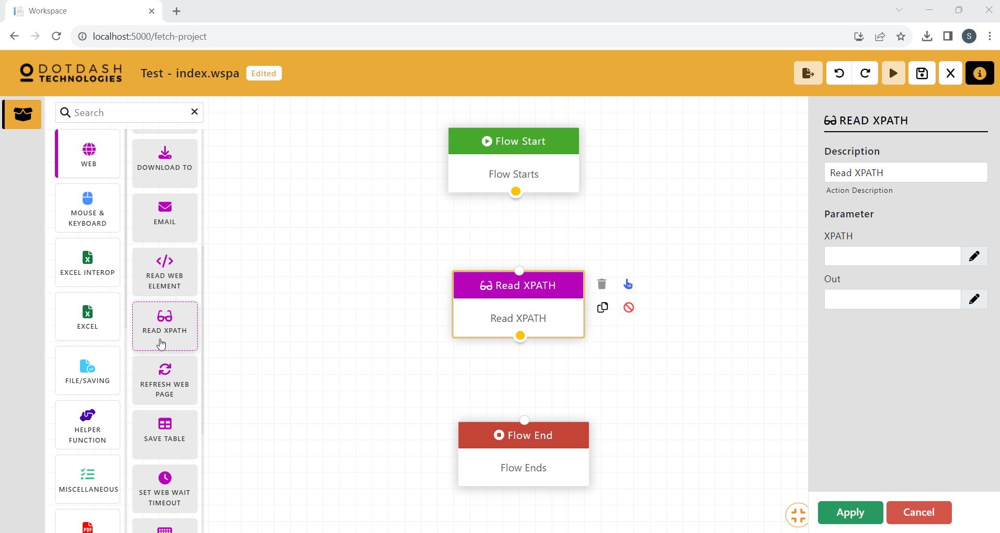 Workspace
localhost:5000/fetch-project
S
DOTDASH
TECHNOLOGIES
Test - index.wspa
Edited
Search
WEB
MOUSE &
KEYBOARD
EXCEL INTEROP
EXCEL
FILE/SAVING
HELPER
FUNCTION
MISCELLANEOUS
PDF
DOWNLOAD TO
EMAIL
READ WEB
ELEMENT
READ XPATH
REFRESH WEB
PAGE
SAVE TABLE
SET WEB WAIT
TIMEOUT
Flow Start
Flow Starts
Read XPATH
Read XPATH
Flow End
Flow Ends
READ XPATH
Description
Read XPATH
Action Description
Parameter
XPATH
Out
Apply
Cancel